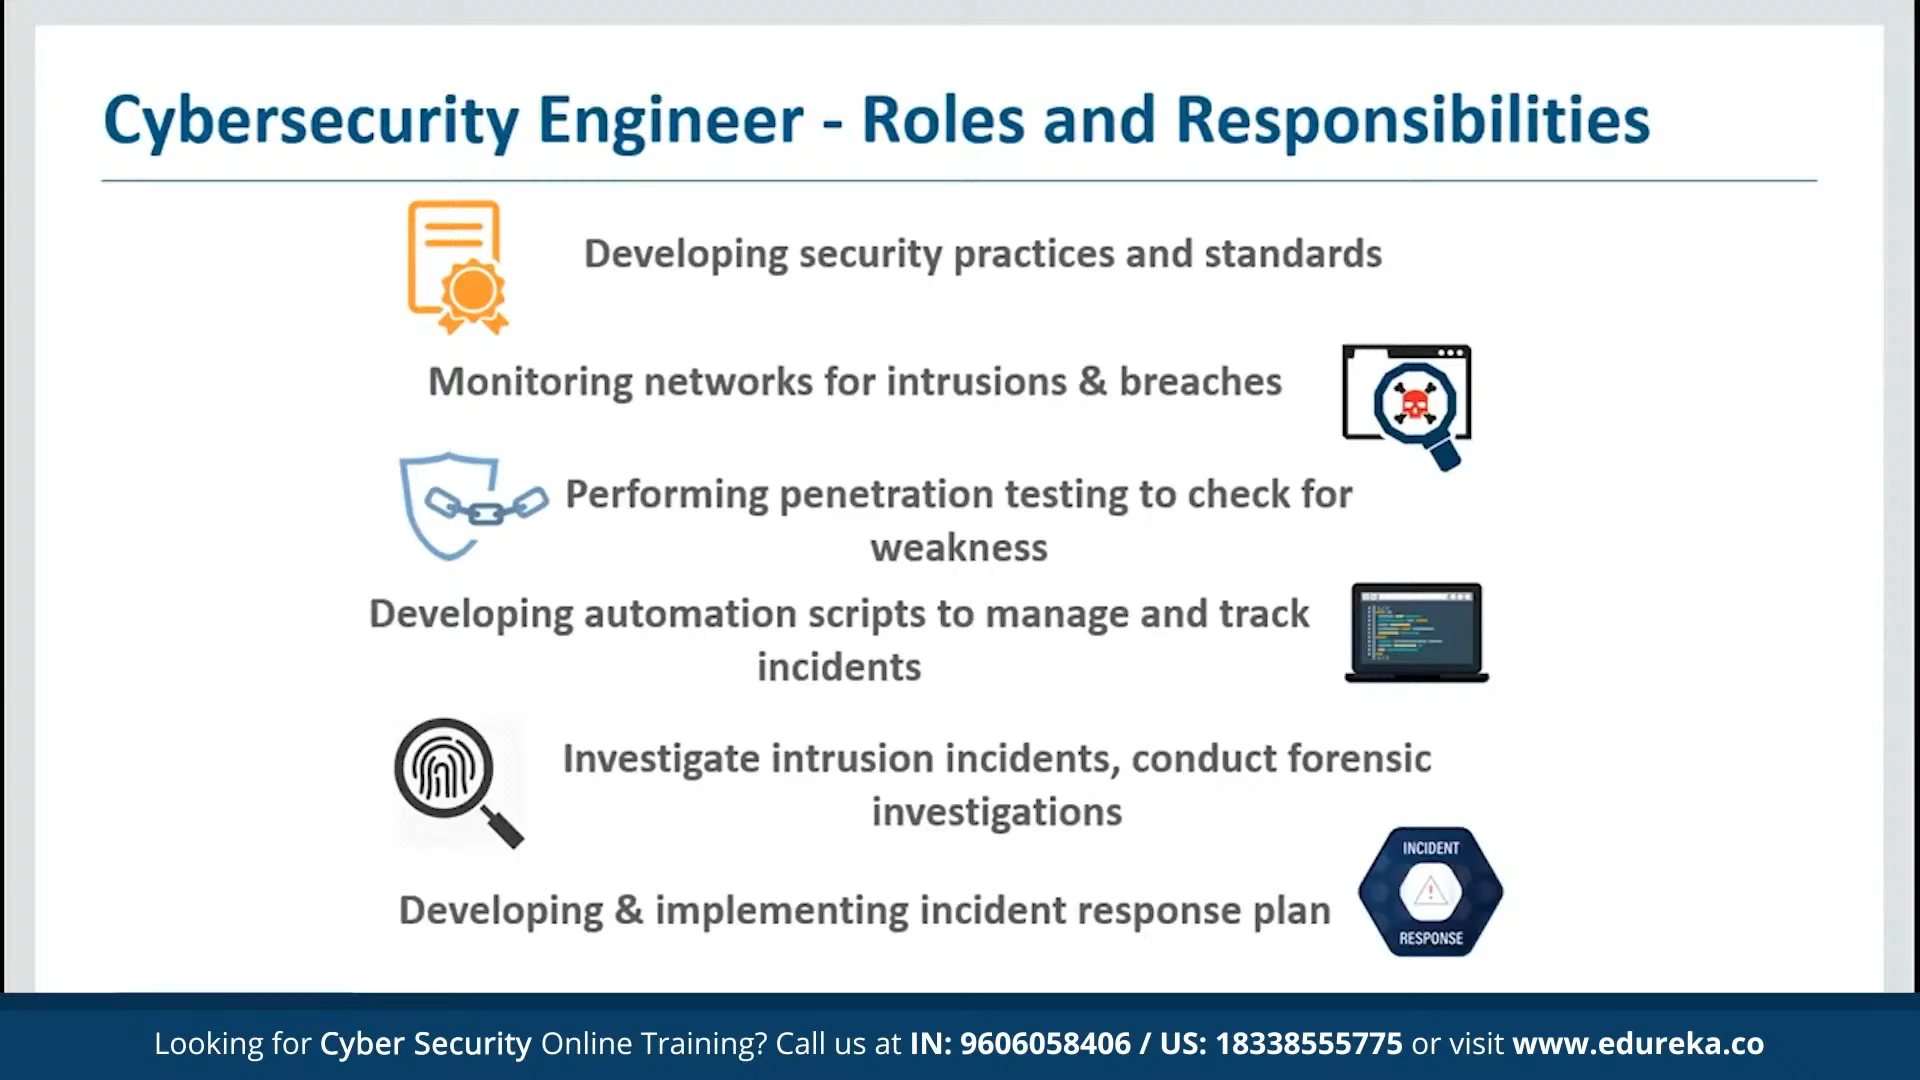 Cybersecurity Engineer - Roles and Responsibilities
Developing security practices and standards
Monitoring networks for intrusions & breaches
Performing penetration testing to check for
weakness
Developing automation scripts to manage and track
incidents
Investigate intrusion incidents, conduct forensic
investigations
INCIDENT
RESPONSE
Developing & implementing incident response plan
Looking for Cyber Security Online Training? Call us at IN: 9606058406 / US: 18338555775 or visit www.edureka.co